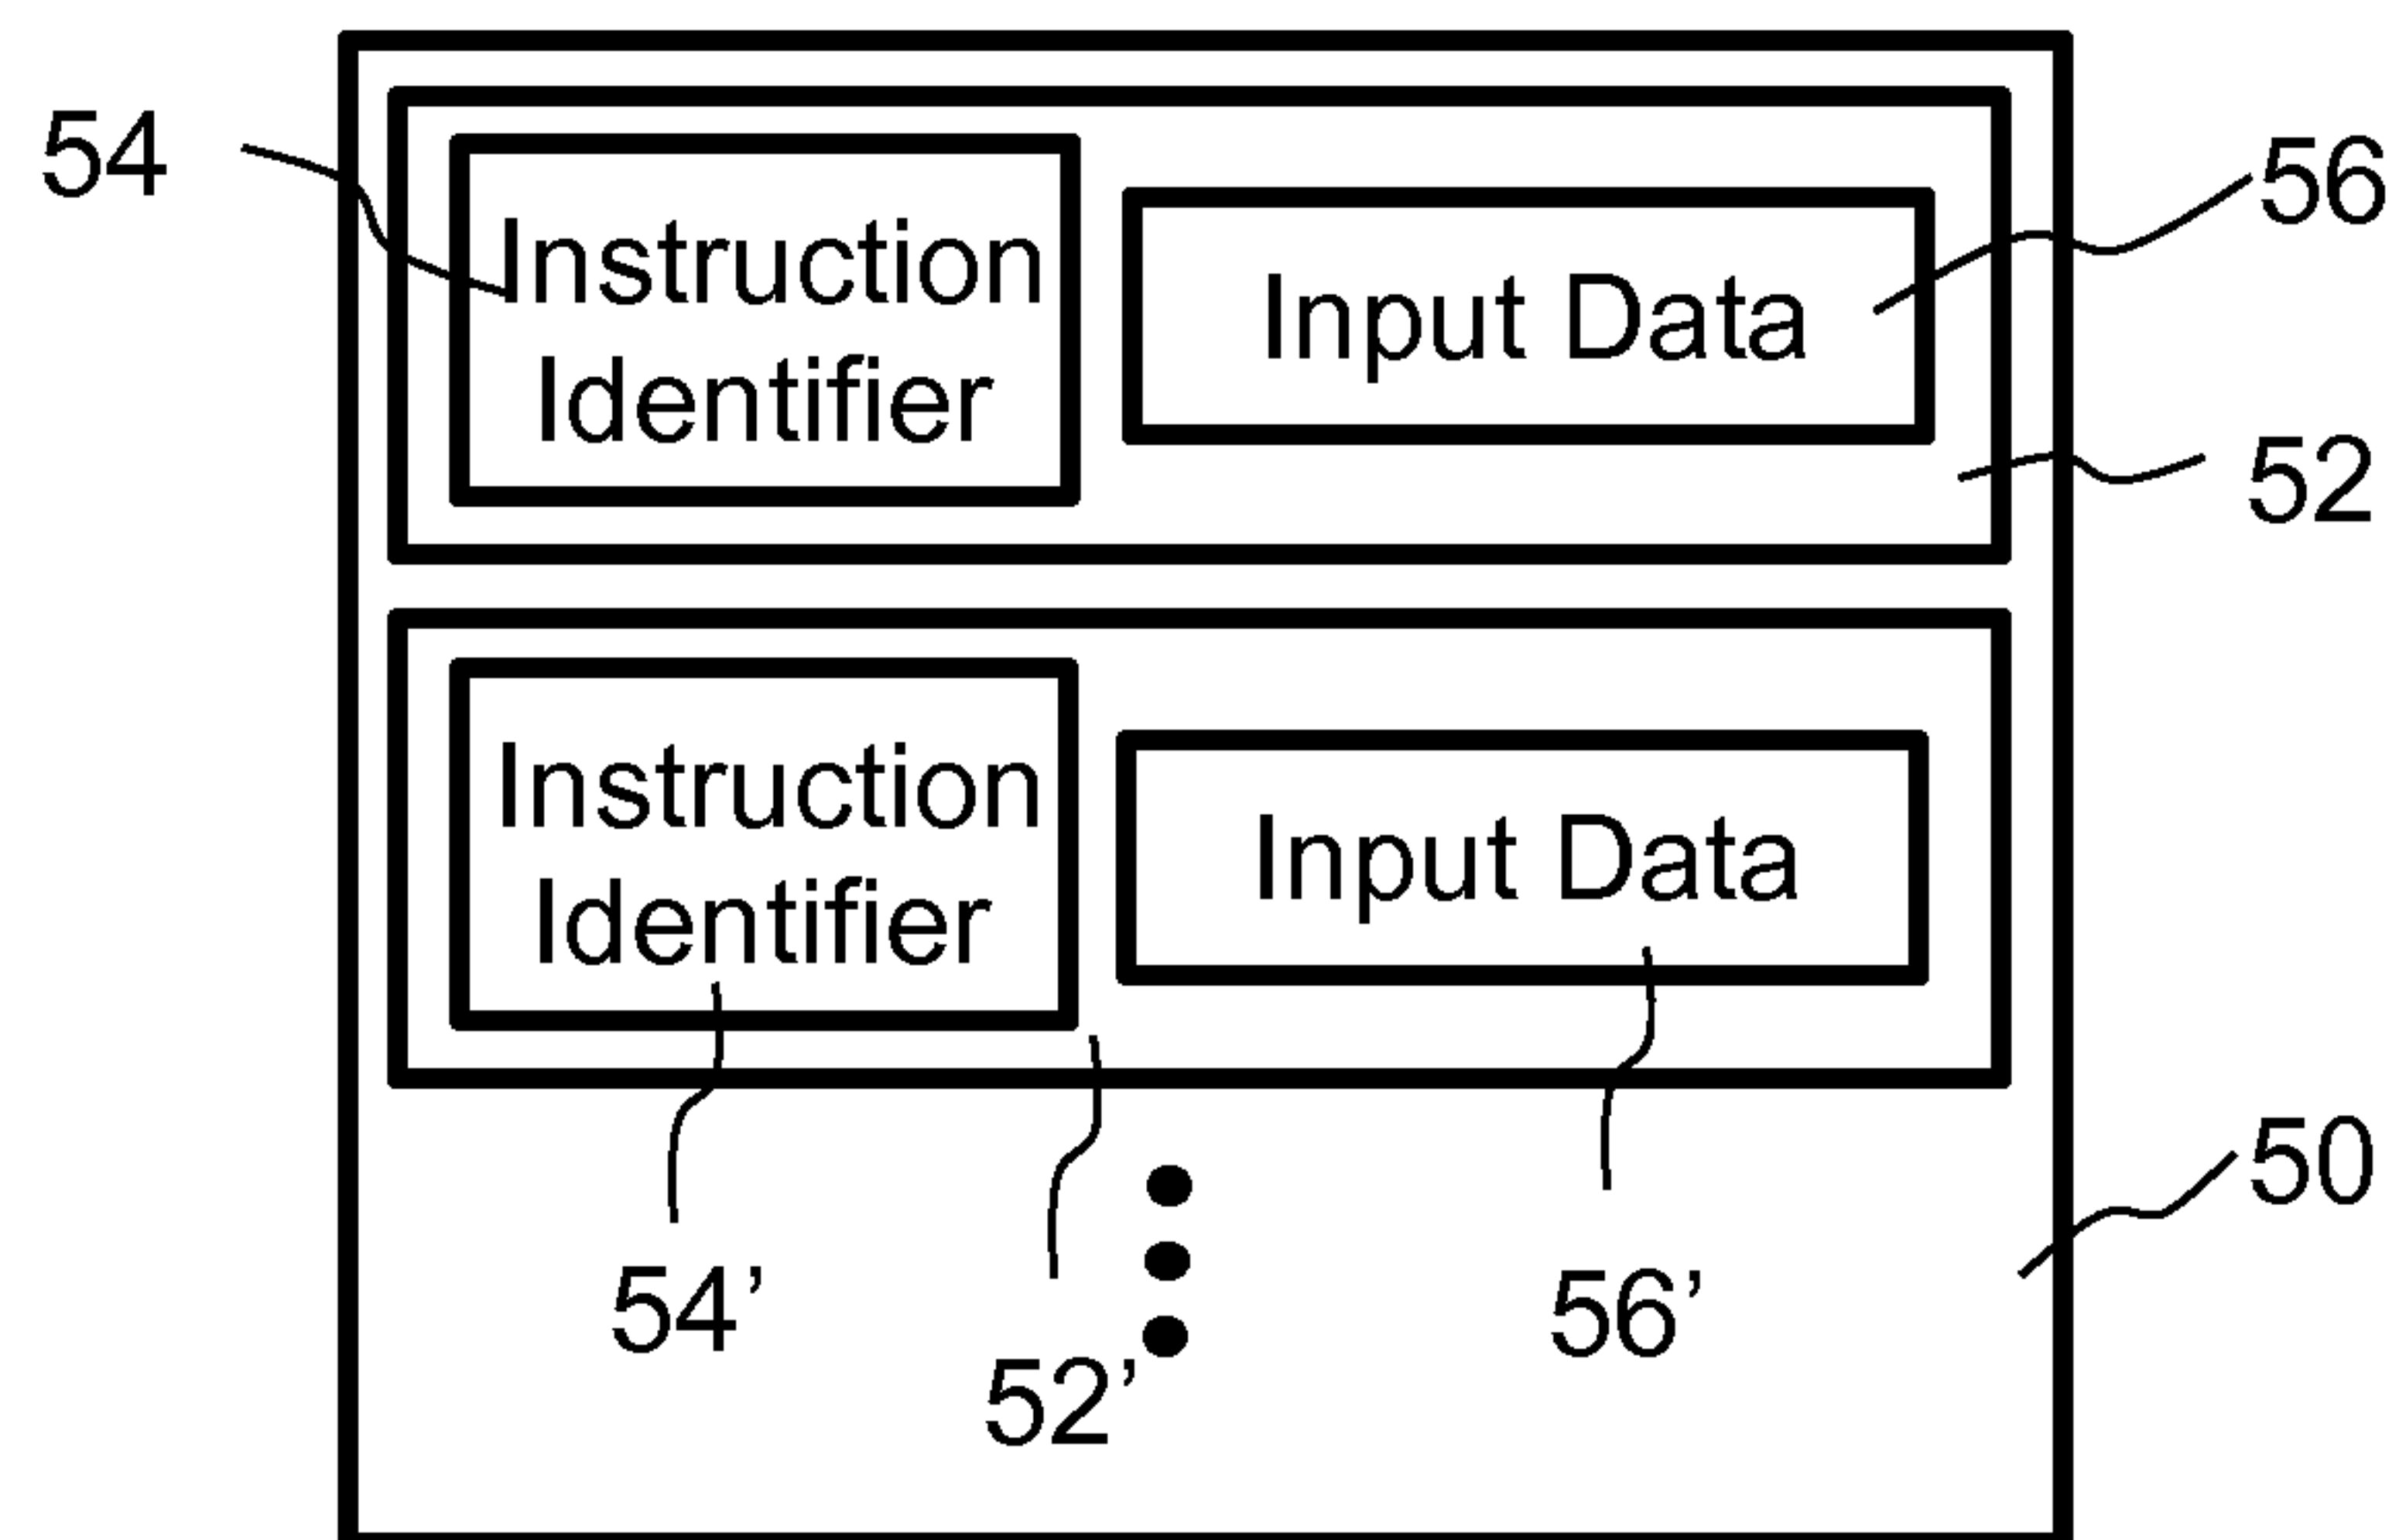 54
Instruction
Identifier
Input Data
56
52
Instruction
Identifier
Input Data
50
54’
52’
56’